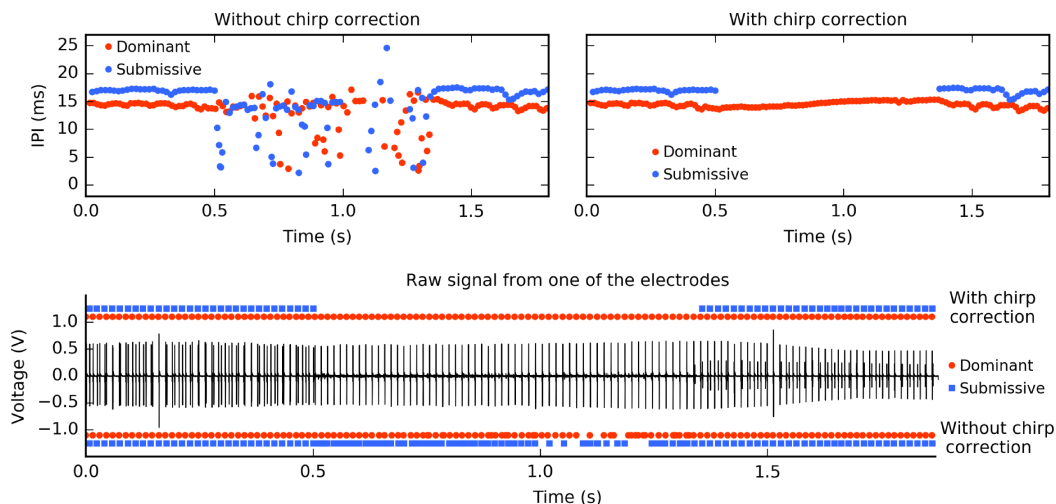 Without chirp correction
With chirp correction
IPI (ms)
25
20
15
10
5
0
Dominant
Submissive
0.0 0.5 1.0 1.5
Time (s)
Dominant
Submissive
0.0 0.5 1.0 1.5
Time (s)
Raw signal from one of the electrodes
Voltage (V)
1.0
0.5
0.0
−0.5
−1.0
With chirp
correction
Dominant
Submissive
Without chirp
correction
0.0 0.5 1.0 1.5
Time (s)